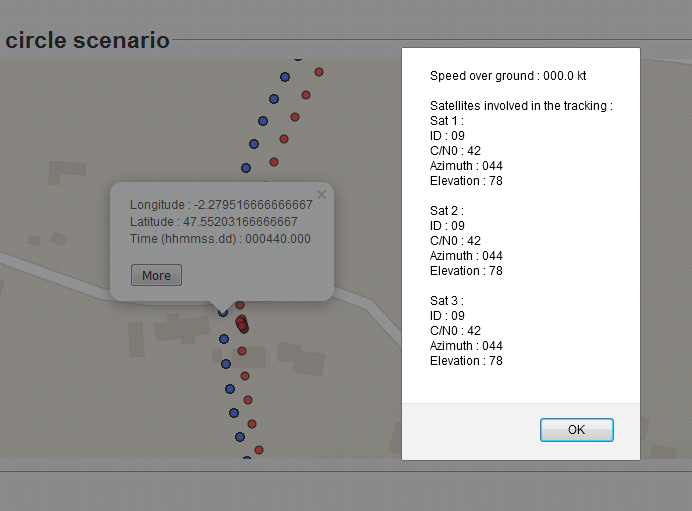 circle scenario
Longitude : -2.279516666666667
Latitude : 47.55203166666667
Time (hhmmss.dd) : 000440.000
×
More
Speed over ground : 000.0 kt
Satellites involved in the tracking :
Sat 1 :
ID : 09
C/N0 : 42
Azimuth : 044
Elevation : 78
Sat 2 :
ID : 09
C/N0 : 42
Azimuth : 044
Elevation : 78
Sat 3 :
ID : 09
C/N0 : 42
Azimuth : 044
Elevation : 78
OK